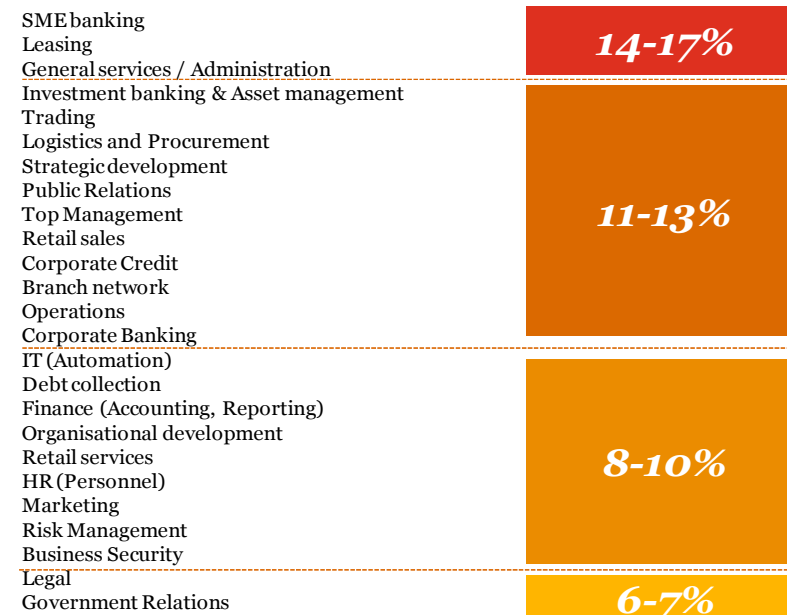 SME banking
Leasing
General services / Administration
14-17%
Investment banking & Asset management
Trading
Logistics and Procurement
Strategic development
Public Relations
Top Management
Retail sales
Corporate Credit
Branch network
Operations
Corporate Banking
11-13%
IT (Automation)
Debt collection
Finance (Accounting, Reporting)
Organisational development
Retail services
HR (Personnel)
Marketing
Risk Management
Business Security
8-10%
Legal
Government Relations
6-7%